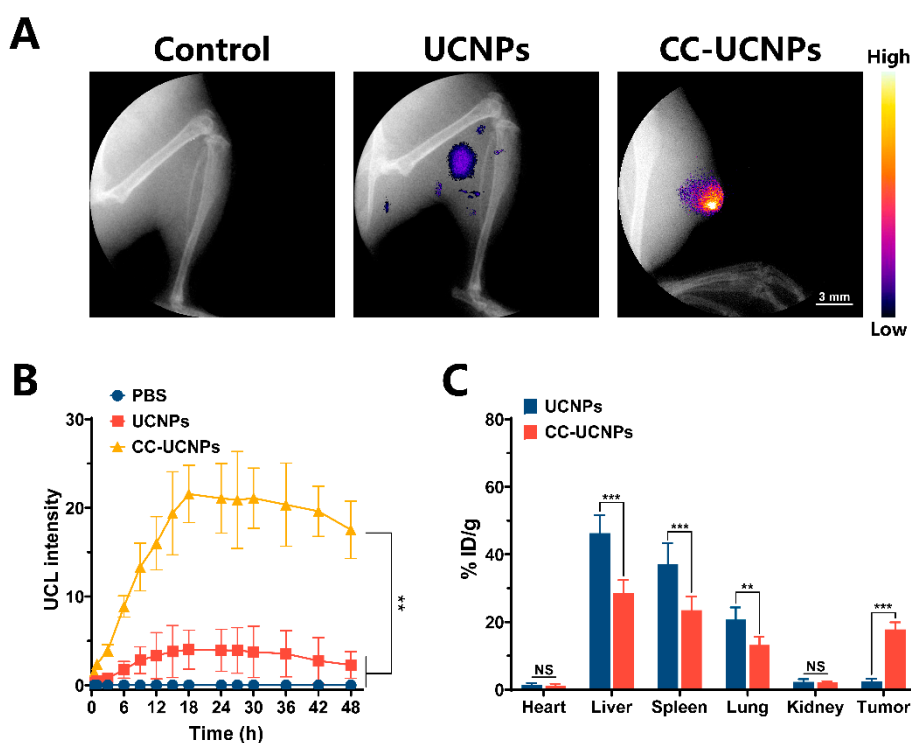 A
Control
UCNPs
CC-UCNPs
High
3 mm
Low
B
PBS
UCNPs
CC-UCNPs
30
20
10
0
UCL intensity
**
0 6 12 18 24 30 36 42 48
Time (h)
C
UCNPs
CC-UCNPs
80
60
40
20
0
% ID/g
NS
***
***
**
NS
***
Heart Liver Spleen Lung Kidney Tumor